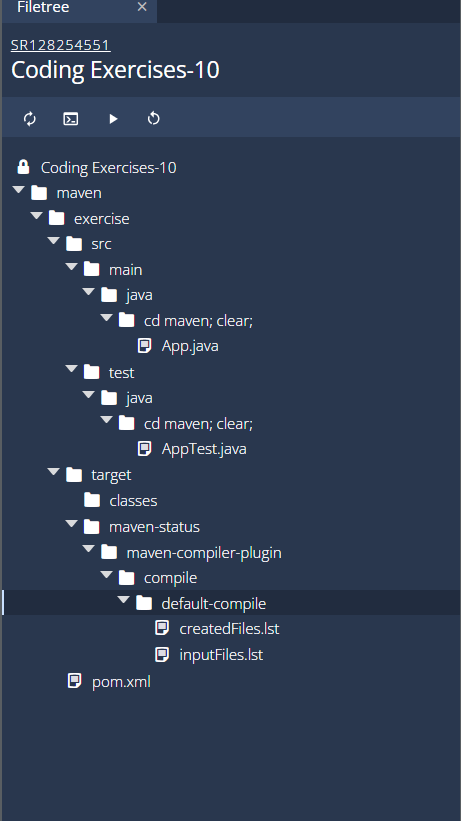 Filetree ×
SR128254551
Coding Exercises-10
Coding Exercises-10
maven
exercise
src
main
java
cd maven; clear;
App.java
test
java
cd maven; clear;
AppTest.java
target
classes
maven-status
maven-compiler-plugin
compile
default-compile
createdFiles.lst
inputFiles.lst
pom.xml